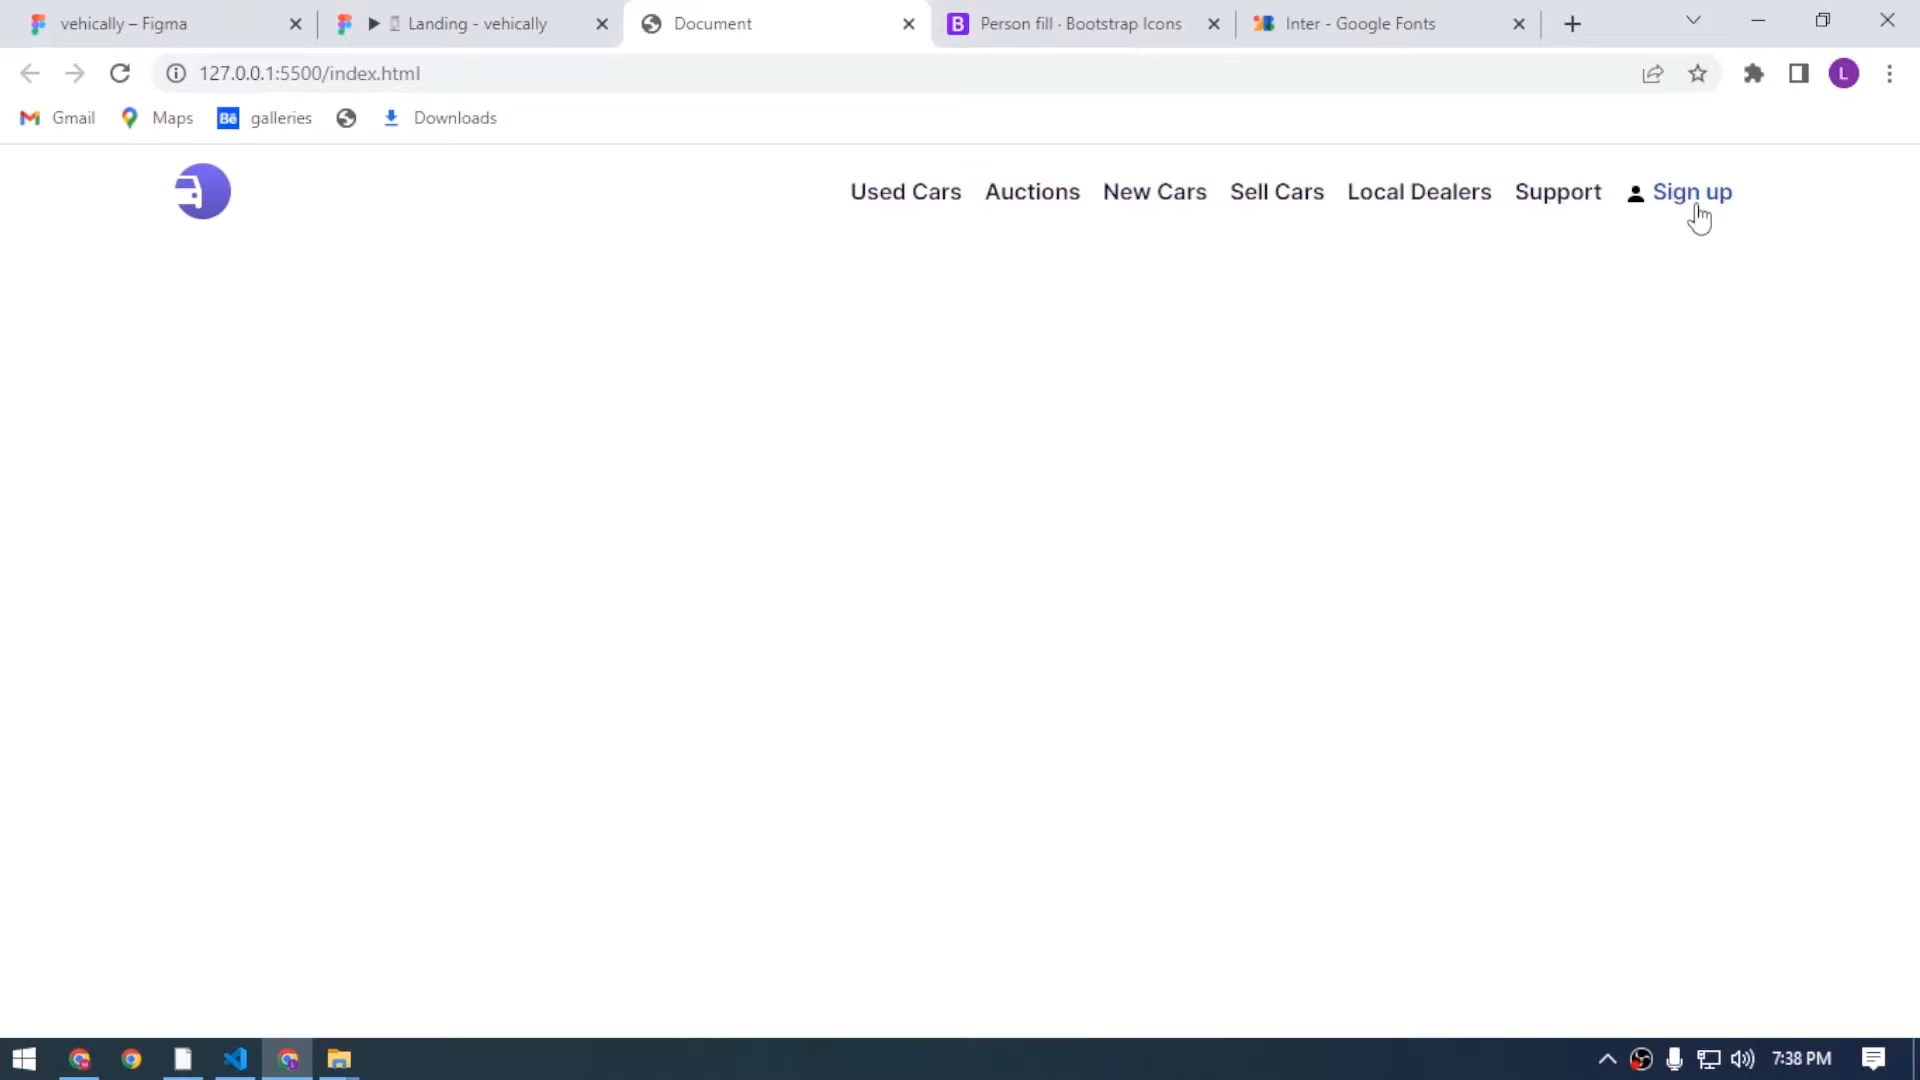 vehically – Figma
Landing - vehically
Document
B Person fill · Bootstrap Icons
Inter - Google Fonts
127.0.0.1:5500/index.html
L
Gmail
Maps
Bē galleries
Downloads
Used Cars Auctions New Cars Sell Cars Local Dealers Support Sign up
7:38 PM